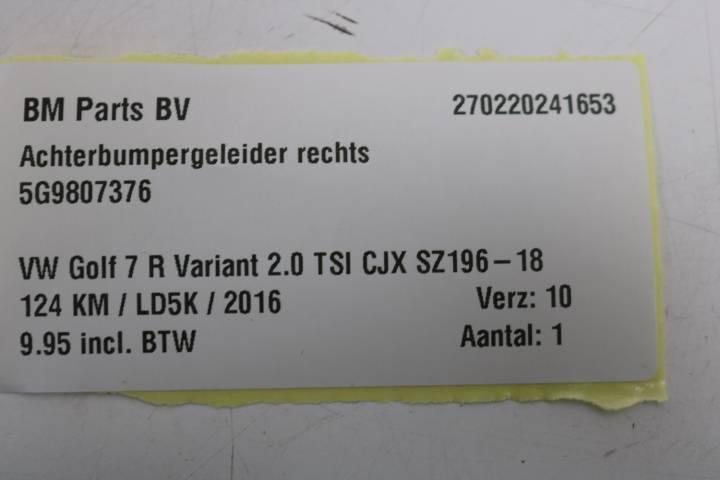 BM Parts BV 270220241653
Achterbumpergeleider rechts
5G9807376
VW Golf 7 R Variant 2.0 TSI CJX SZ196-18
124 KM / LD5K / 2016 Verz: 10
9.95 incl. BTW Aantal: 1